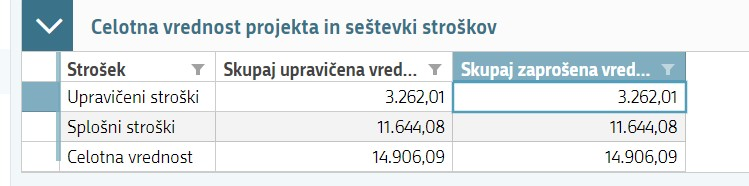 Celotna vrednost projekta in seštevki stroškov
Strošek Skupaj upravičena vred... Skupaj zaprošena vred...
Upravičeni stroški 3.262,01 3.262,01
Splošni stroški 11.644,08 11.644,08
Celotna vrednost 14.906,09 14.906,09